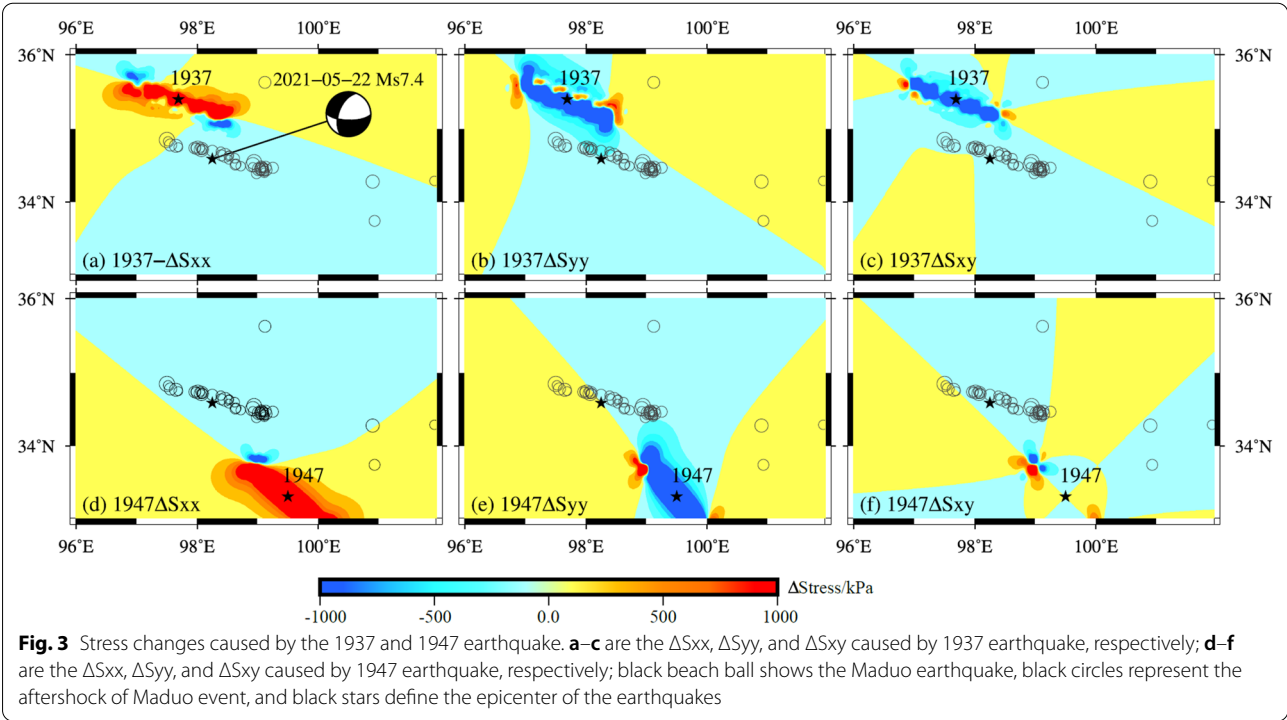 96°E 98°E 100°E 96°E 98°E 100°E 96°E 98°E 100°E
36°N 36°N
1937 2021−05−22 Ms7.4 1937 1937
34°N 34°N
(a) 1937−ΔSxx (b) 1937ΔSyy (c) 1937ΔSxy
36°N 36°N
34°N 34°N
1947 1947 1947
(d) 1947ΔSxx (e) 1947ΔSyy (f) 1947ΔSxy
96°E 98°E 100°E 96°E 98°E 100°E 96°E 98°E 100°E
ΔStress/kPa
-1000 -500 0.0 500 1000
Fig. 3 Stress changes caused by the 1937 and 1947 earthquake. a–c are the ΔSxx, ΔSyy, and ΔSxy caused by 1937 earthquake, respectively; d–f
are the ΔSxx, ΔSyy, and ΔSxy caused by 1947 earthquake, respectively; black beach ball shows the Maduo earthquake, black circles represent the
aftershock of Maduo event, and black stars define the epicenter of the earthquakes